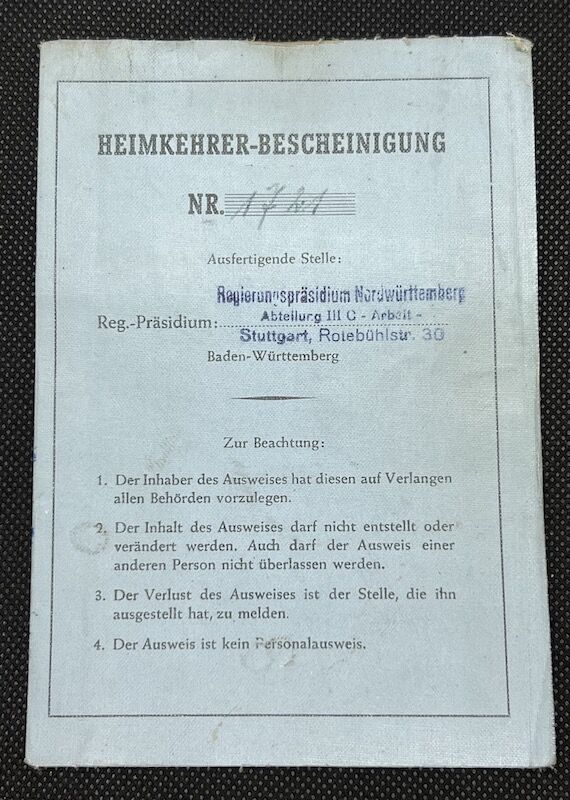 HEIMKEHRER-BESCHEINIGUNG
NR. 1721
Ausfertigende Stelle:
Regierungspräsidium Nordwürttemberg
Abteilung III C - Arbeit -
Reg.-Präsidium:
Stuttgart, Rotebühlstr. 30
Baden-Württemberg
Zur Beachtung:
1. Der Inhaber des Ausweises hat diesen auf Verlangen
allen Behörden vorzulegen.
2. Der Inhalt des Ausweises darf nicht entstellt oder
verändert werden. Auch darf der Ausweis einer
anderen Person nicht überlassen werden.
3. Der Verlust des Ausweises ist der Stelle, die ihn
ausgestellt hat, zu melden.
4. Der Ausweis ist kein Personalausweis.